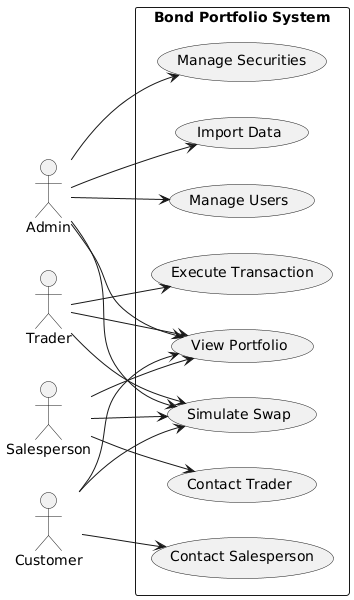 Bond Portfolio System
Manage Securities
Import Data
Manage Users
Admin
Execute Transaction
Trader
View Portfolio
Simulate Swap
Salesperson
Contact Trader
Customer
Contact Salesperson